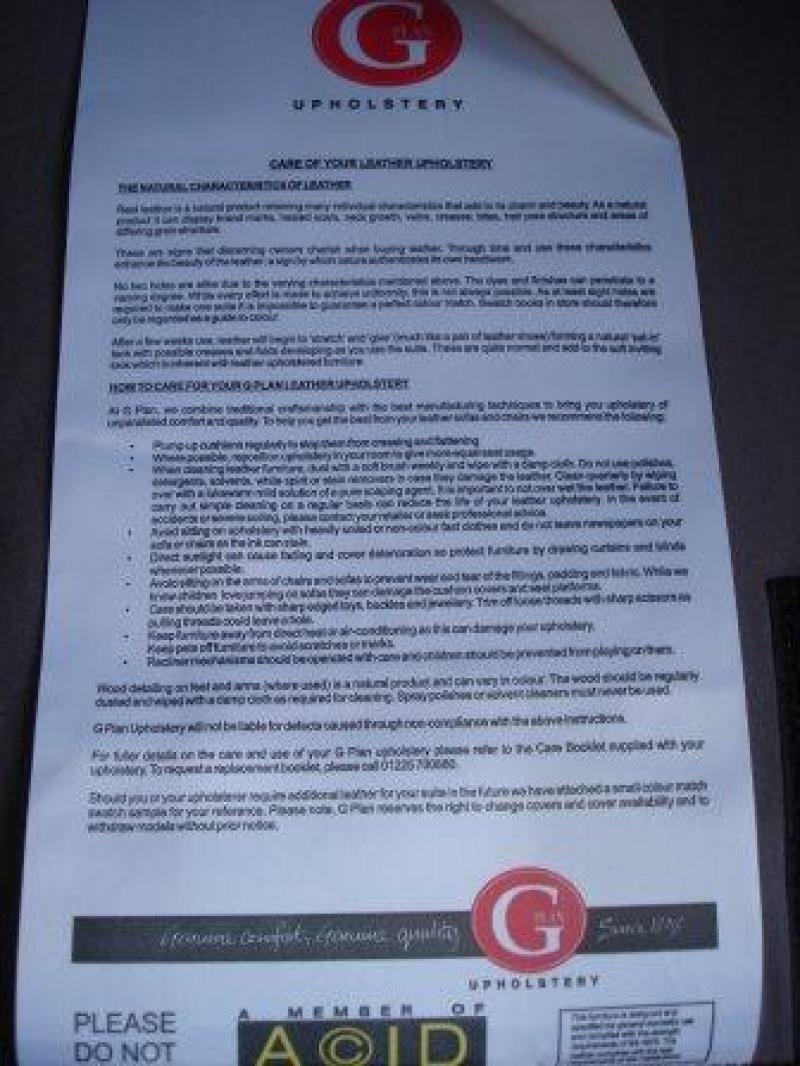 G
PLAN
UPHOLSTERY
CARE OF YOUR LEATHER UPHOLSTERY
THE NATURAL CHARACTERISTICS OF LEATHER
Real leather is a natural product retaining many individual characteristics that add to its charm and beauty. As a natural
product it can display brand marks, healed scars, neck growth, veins, creases, bites, hair pore structure and areas of
differing grain structure.
These are signs that discerning owners cherish when buying leather. Through time and use these characteristics
enhance the beauty of the leather, a sign by which nature authenticates its own handiwork.
No two hides are alike due to the varying characteristics mentioned above. The dyes and finishes can penetrate to a
varying degree. While every effort is made to achieve uniformity, this is not always possible. As at least eight hides are
required to make one suite it is impossible to guarantee a perfect colour match. Swatch books in store should therefore
only be regarded as a guide to colour.
After a few weeks use, leather will begin to 'stretch' and 'give' (much like a pair of leather shoes) forming a natural 'sat-in'
look with possible creases and folds developing as you use the suite. These are quite normal and add to the soft inviting
look which is inherent with leather upholstered furniture.
HOW TO CARE FOR YOUR G PLAN LEATHER UPHOLSTERY
At G Plan, we combine traditional craftsmanship with the best manufacturing techniques to bring you upholstery of
unparalleled comfort and quality. To help you get the best from your leather sofas and chairs we recommend the following:
• Plump up cushions regularly to stop them from creasing and flattening
• Where possible, reposition upholstery in your room to give more equal seat usage.
• When cleaning leather furniture, dust with a soft brush weekly and wipe with a damp cloth. Do not use polishes,
detergents, solvents, white spirit or stain removers in case they damage the leather. Clean quarterly by wiping
over with a lukewarm mild solution of a pure soaping agent. It is important to not over wet the leather. Failure to
carry out simple cleaning on a regular basis can reduce the life of your leather upholstery. In the event of
accidents or severe soiling, please contact your retailer or seek professional advice.
• Avoid sitting on upholstery with heavily soiled or non-colour fast clothes and do not leave newspapers on your
sofa or chairs as the ink can stain.
• Direct sunlight can cause fading and cover deterioration so protect furniture by drawing curtains and blinds
whenever possible.
• Avoid sitting on the arms of chairs and sofas to prevent wear and tear of the fillings, padding and fabric. While we
know children love jumping on sofas they can damage the cushion covers and seat platforms.
• Care should be taken with sharp edged toys, buckles and jewellery. Trim off loose threads with sharp scissors as
pulling threads could leave a hole.
• Keep furniture away from direct heat or air-conditioning as this can damage your upholstery.
Keep pets off furniture to avoid scratches or marks.
• Recliner mechanisms should be operated with care and children should be prevented from playing on them.
Wood detailing on feet and arms (where used) is a natural product and can vary in colour. The wood should be regularly
dusted and wiped with a damp cloth as required for cleaning. Spray polishes or solvent cleaners must never be used.
G Plan Upholstery will not be liable for defects caused through non-compliance with the above instructions.
For fuller details on the care and use of your G Plan upholstery please refer to the Care Booklet supplied with your
upholstery. To request a replacement booklet, please call
Should you or your upholsterer require additional leather for your suite in the future we have attached a small colour match
swatch sample for your reference. Please note, G Plan reserves the right to change covers and cover availability and to
withdraw models without prior notice.
Genuine comfort, Genuine quality
G
PLAN
Since 1898
UPHOLSTERY
PLEASE
DO NOT
A MEMBER OF
A©ID
This furniture is designed and